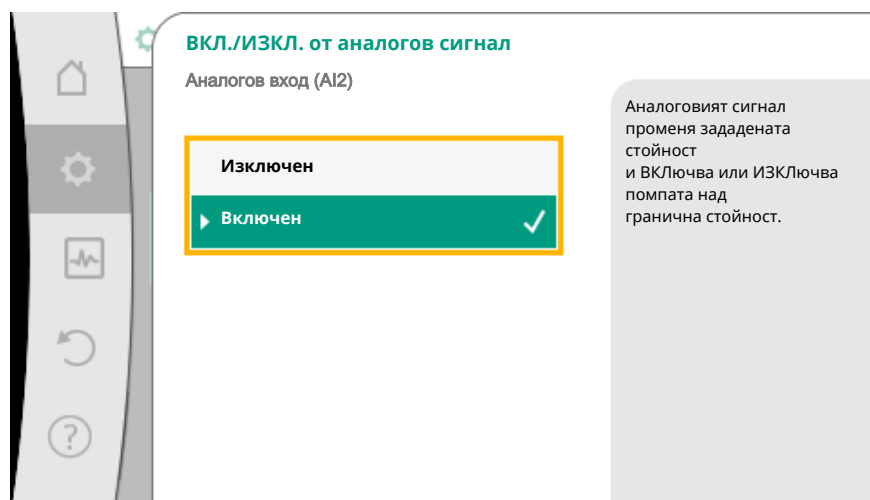 ВКЛ./ИЗКЛ. от аналогов сигнал
Аналогов вход (AI2)
Изключен
Включен
Аналоговият сигнал
променя зададената
стойност
и ВКЛючва или ИЗКЛючва
помпата над
гранична стойност.
?